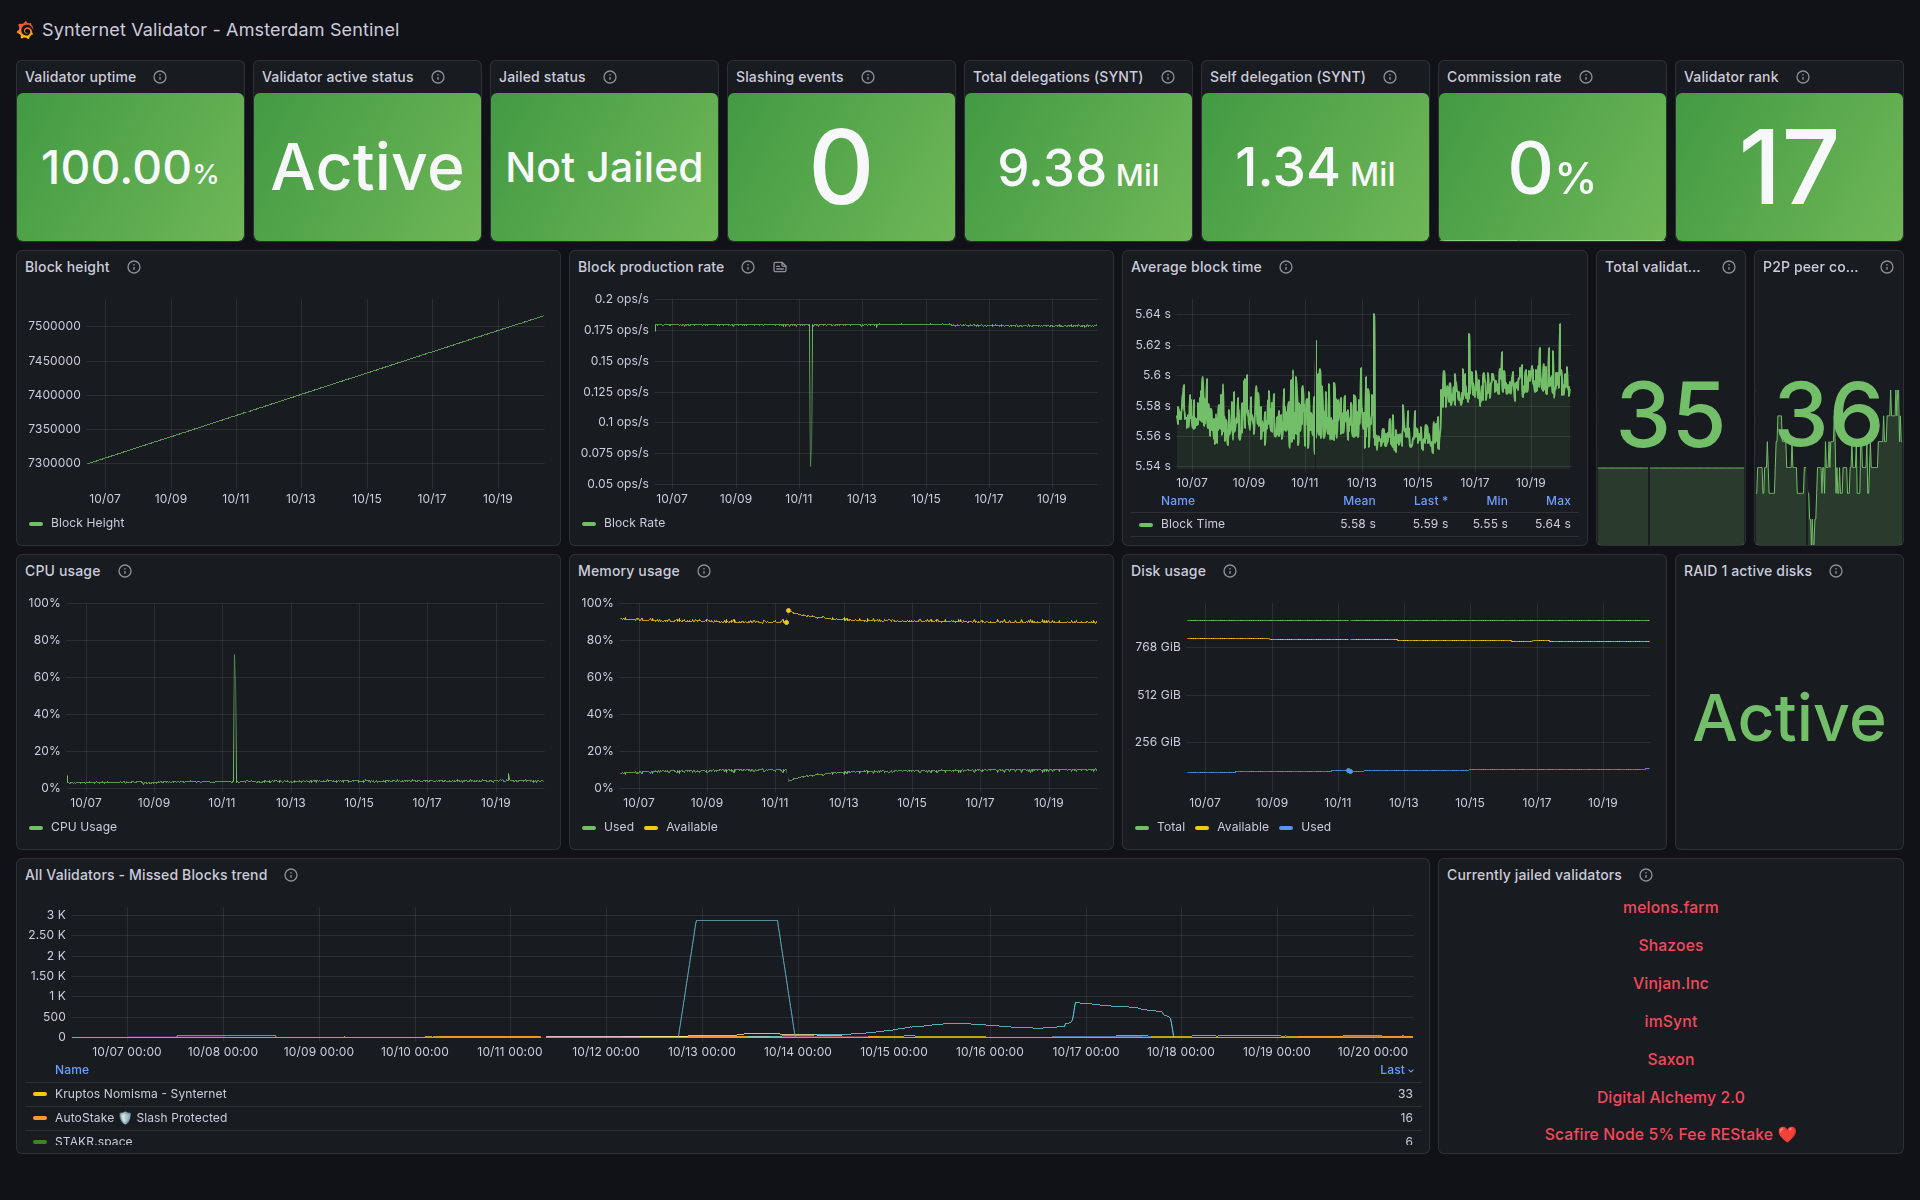 Synternet Validator - Amsterdam Sentinel
Validator uptime
100.00%
Validator active status
Active
Jailed status
Not Jailed
Slashing events
0
Total delegations (SYNT)
9.38 Mil
Self delegation (SYNT)
1.34 Mil
Commission rate
0%
Validator rank
17
Block height
7500000
7450000
7400000
7350000
7300000
10/07 10/09 10/11 10/13 10/15 10/17 10/19
Block Height
Block production rate
0.2 ops/s
0.175 ops/s
0.15 ops/s
0.125 ops/s
0.1 ops/s
0.075 ops/s
0.05 ops/s
10/07 10/09 10/11 10/13 10/15 10/17 10/19
Block Rate
Average block time
5.64 s
5.62 s
5.6 s
5.58 s
5.56 s
5.54 s
10/07 10/09 10/11 10/13 10/15 10/17 10/19
Name Mean Last * Min Max
Block Time 5.58 s 5.59 s 5.55 s 5.64 s
Total validat...
35
P2P peer co...
36
CPU usage
100%
80%
60%
40%
20%
0%
10/07 10/09 10/11 10/13 10/15 10/17 10/19
CPU Usage
Memory usage
100%
80%
60%
40%
20%
0%
10/07 10/09 10/11 10/13 10/15 10/17 10/19
Used Available
Disk usage
768 GiB
512 GiB
256 GiB
10/07 10/09 10/11 10/13 10/15 10/17 10/19
Total Available Used
RAID 1 active disks
Active
All Validators - Missed Blocks trend
3 K
2.50 K
2 K
1.50 K
1 K
500
0
10/07 00:00 10/08 00:00 10/09 00:00 10/10 00:00 10/11 00:00 10/12 00:00 10/13 00:00 10/14 00:00 10/15 00:00 10/16 00:00 10/17 00:00 10/18 00:00 10/19 00:00 10/20 00:00
Name Last
Kruptos Nomisma - Synternet 33
AutoStake 🛡️ Slash Protected 16
STAKR.space 6
Currently jailed validators
melons.farm
Shazoes
Vinjan.Inc
imSynt
Saxon
Digital Alchemy 2.0
Scafire Node 5% Fee REStake ❤️